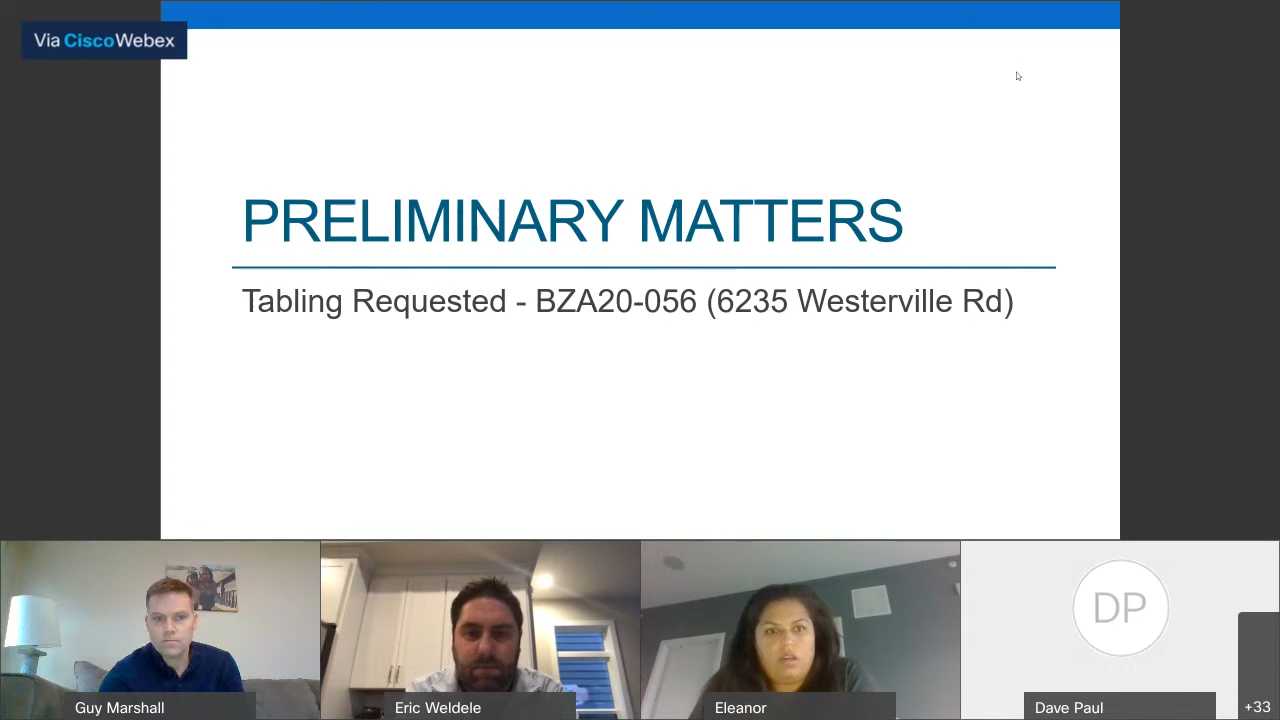 Via CiscoWebex
PRELIMINARY MATTERS
Tabling Requested - BZA20-056 (6235 Westerville Rd)
DP
Guy Marshall
Eric Weldele
Eleanor
Dave Paul
+33